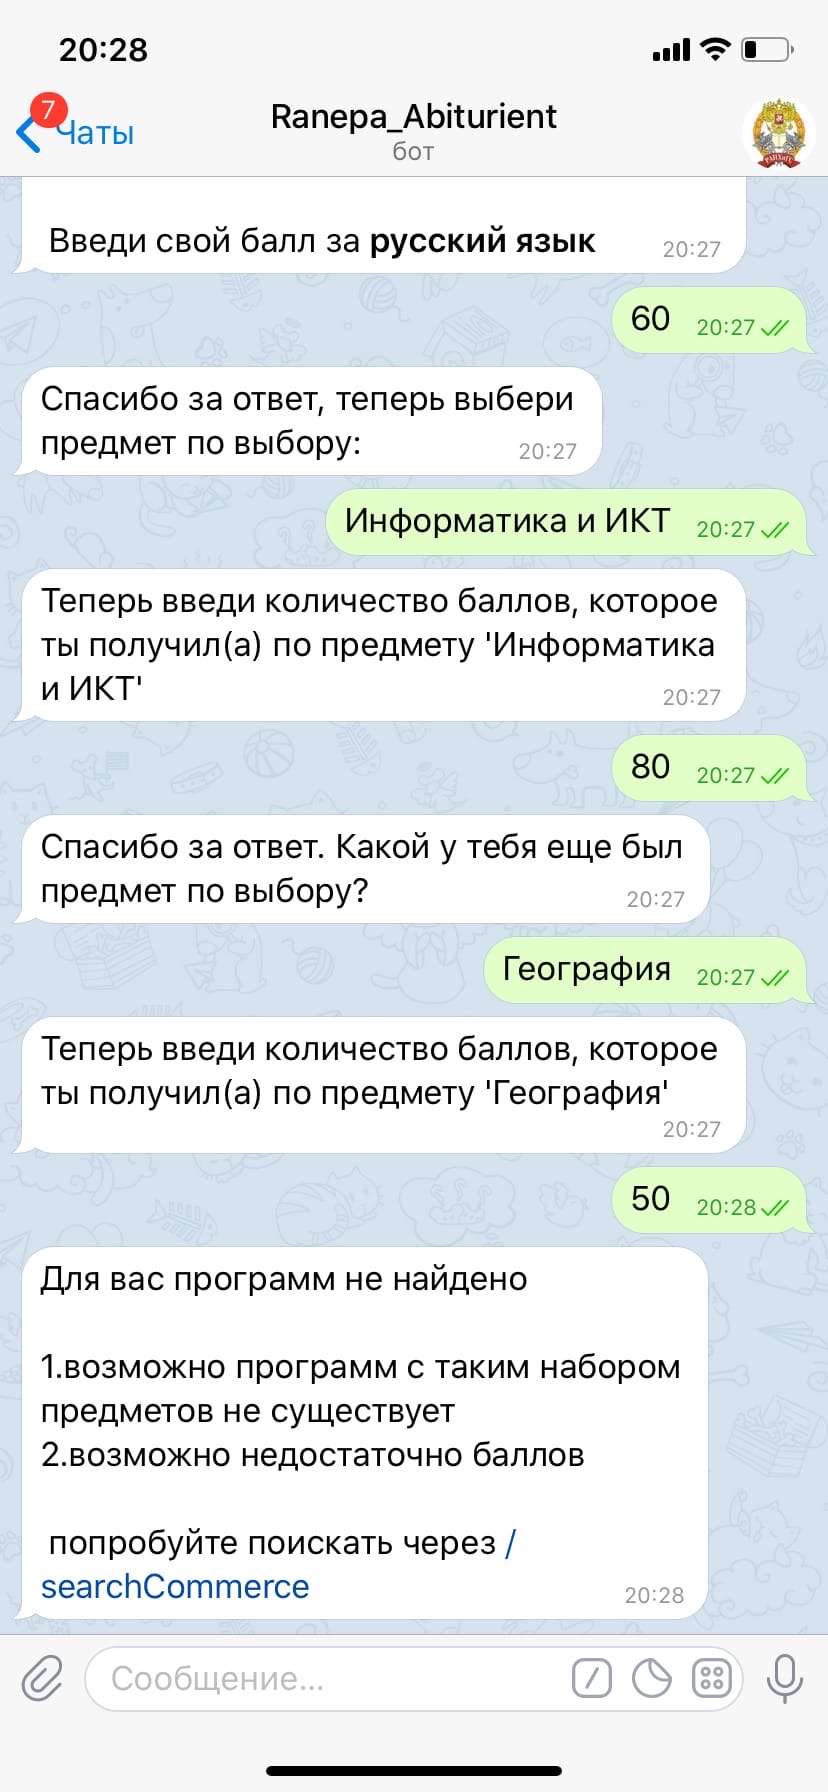 20:28
7
Чаты
Ranepa_Abiturient
бот
Введи свой балл за русский язык
20:27
60
20:27
Спасибо за ответ, теперь выбери
предмет по выбору:
20:27
Информатика и ИКТ
20:27
Теперь введи количество баллов, которое
ты получил(а) по предмету 'Информатика
и ИКТ'
20:27
80
20:27
Спасибо за ответ. Какой у тебя еще был
предмет по выбору?
20:27
География
20:27
Теперь введи количество баллов, которое
ты получил(а) по предмету 'География'
20:27
50
20:28
Для вас программ не найдено
1.возможно программ с таким набором
предметов не существует
2.возможно недостаточно баллов
попробуйте поискать через /
searchCommerce
20:28
Сообщение...